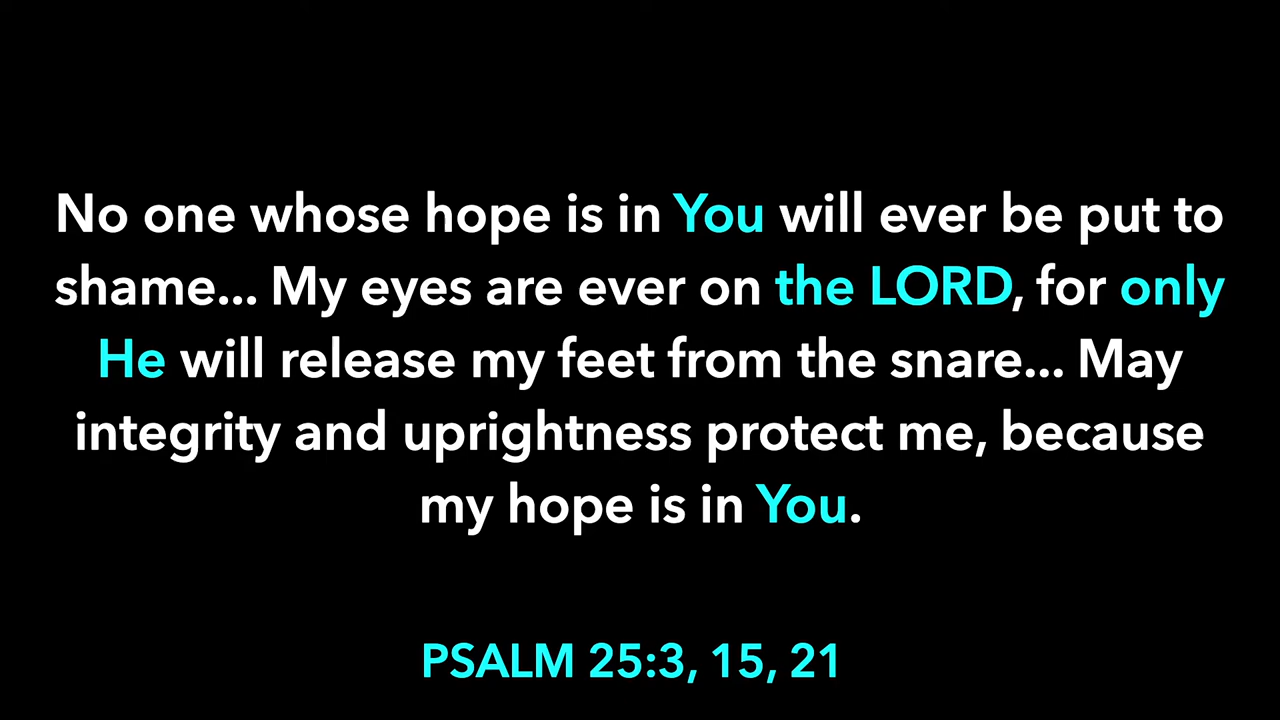 No one whose hope is in You will ever be put to
shame... My eyes are ever on the LORD, for only
He will release my feet from the snare... May
integrity and uprightness protect me, because
my hope is in You.
PSALM 25:3, 15, 21